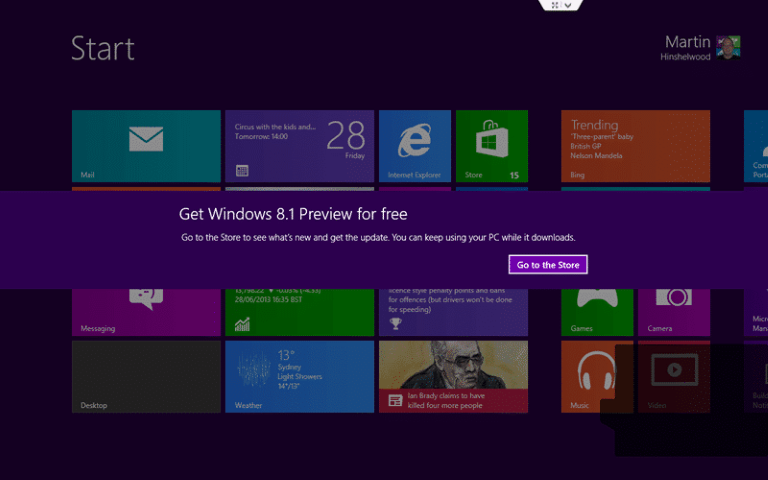 Start
Martin
Hinshelwood
Mail
Circus with the kids and...
Tomorrow: 14:00
28
Friday
Internet Explorer
Store
15
Trending
'Three-parent' baby
British GP
Nelson Mandela
Bing
Com
Porta
Get Windows 8.1 Preview for free
Go to the Store to see what's new and get the update. You can keep using your PC while it downloads.
Go to the Store
Messaging
28/06/2013 16:35 BST
licence style penalty points and bans
for offences (but drivers won't be done
for speeding)
Games
Camera
Micro
Mana
Desktop
13°
Sydney
Light Showers
14°/13°
Weather
Ian Brady claims to have
killed four more people
Music
Video